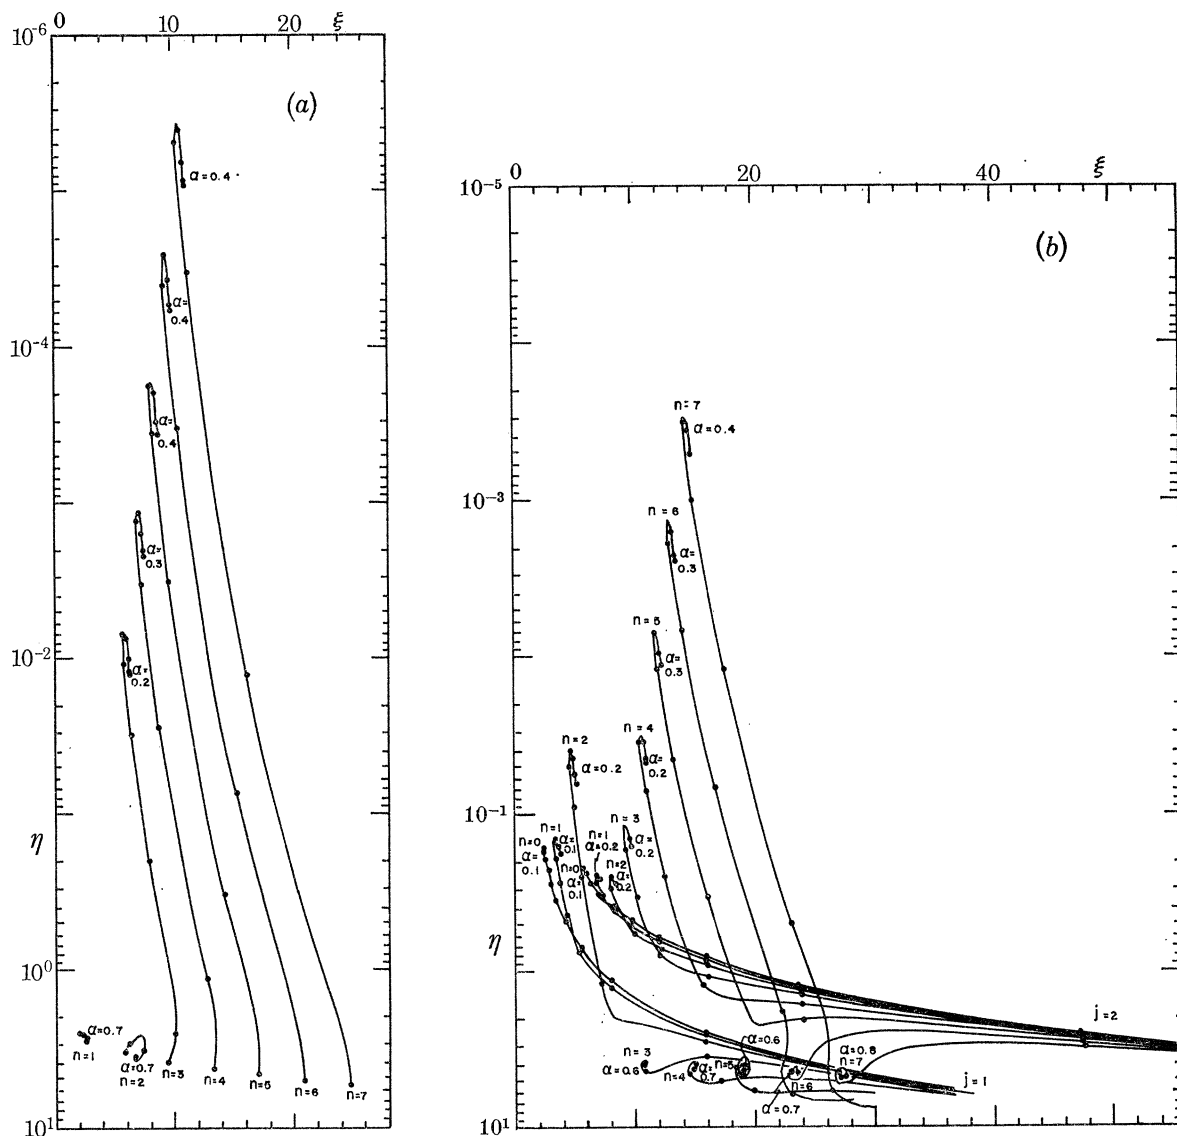 0 10 ξ 20
10⁻⁶
(a)
α=0.4
α=
0.4
10⁻⁴
α=
0.4
α=
0.3
10⁻²
α=
0.2
η
10⁰
α=0.7
n=1
α=0.7
n=2
n=3
n=4
n=5
n=6
n=7
10¹
0 20 40 ξ
10⁻⁵
(b)
n=7
α=0.4
10⁻³
n=6
α=
0.3
n=5
α=
0.3
n=4
α=
0.2
n=2
α=0.2
10⁻¹
n=3
α=
0.2
n=0
α=
0.1
n=1
α=
0.1
n=1
α=0.2
n=0
α=
0.1
n=2
α=
0.2
η
j=2
α=0.6
n=3
α=0.6
n=4
α=
0.7
n=5
n=6
α=0.7
α=0.8
n=7
j=1
10¹